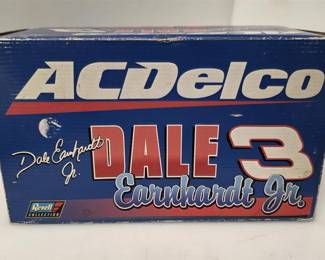 ACDelco
DALE 3
Dale Earnhardt Jr.
Earnhardt Jr.
Revell
COLLECTION